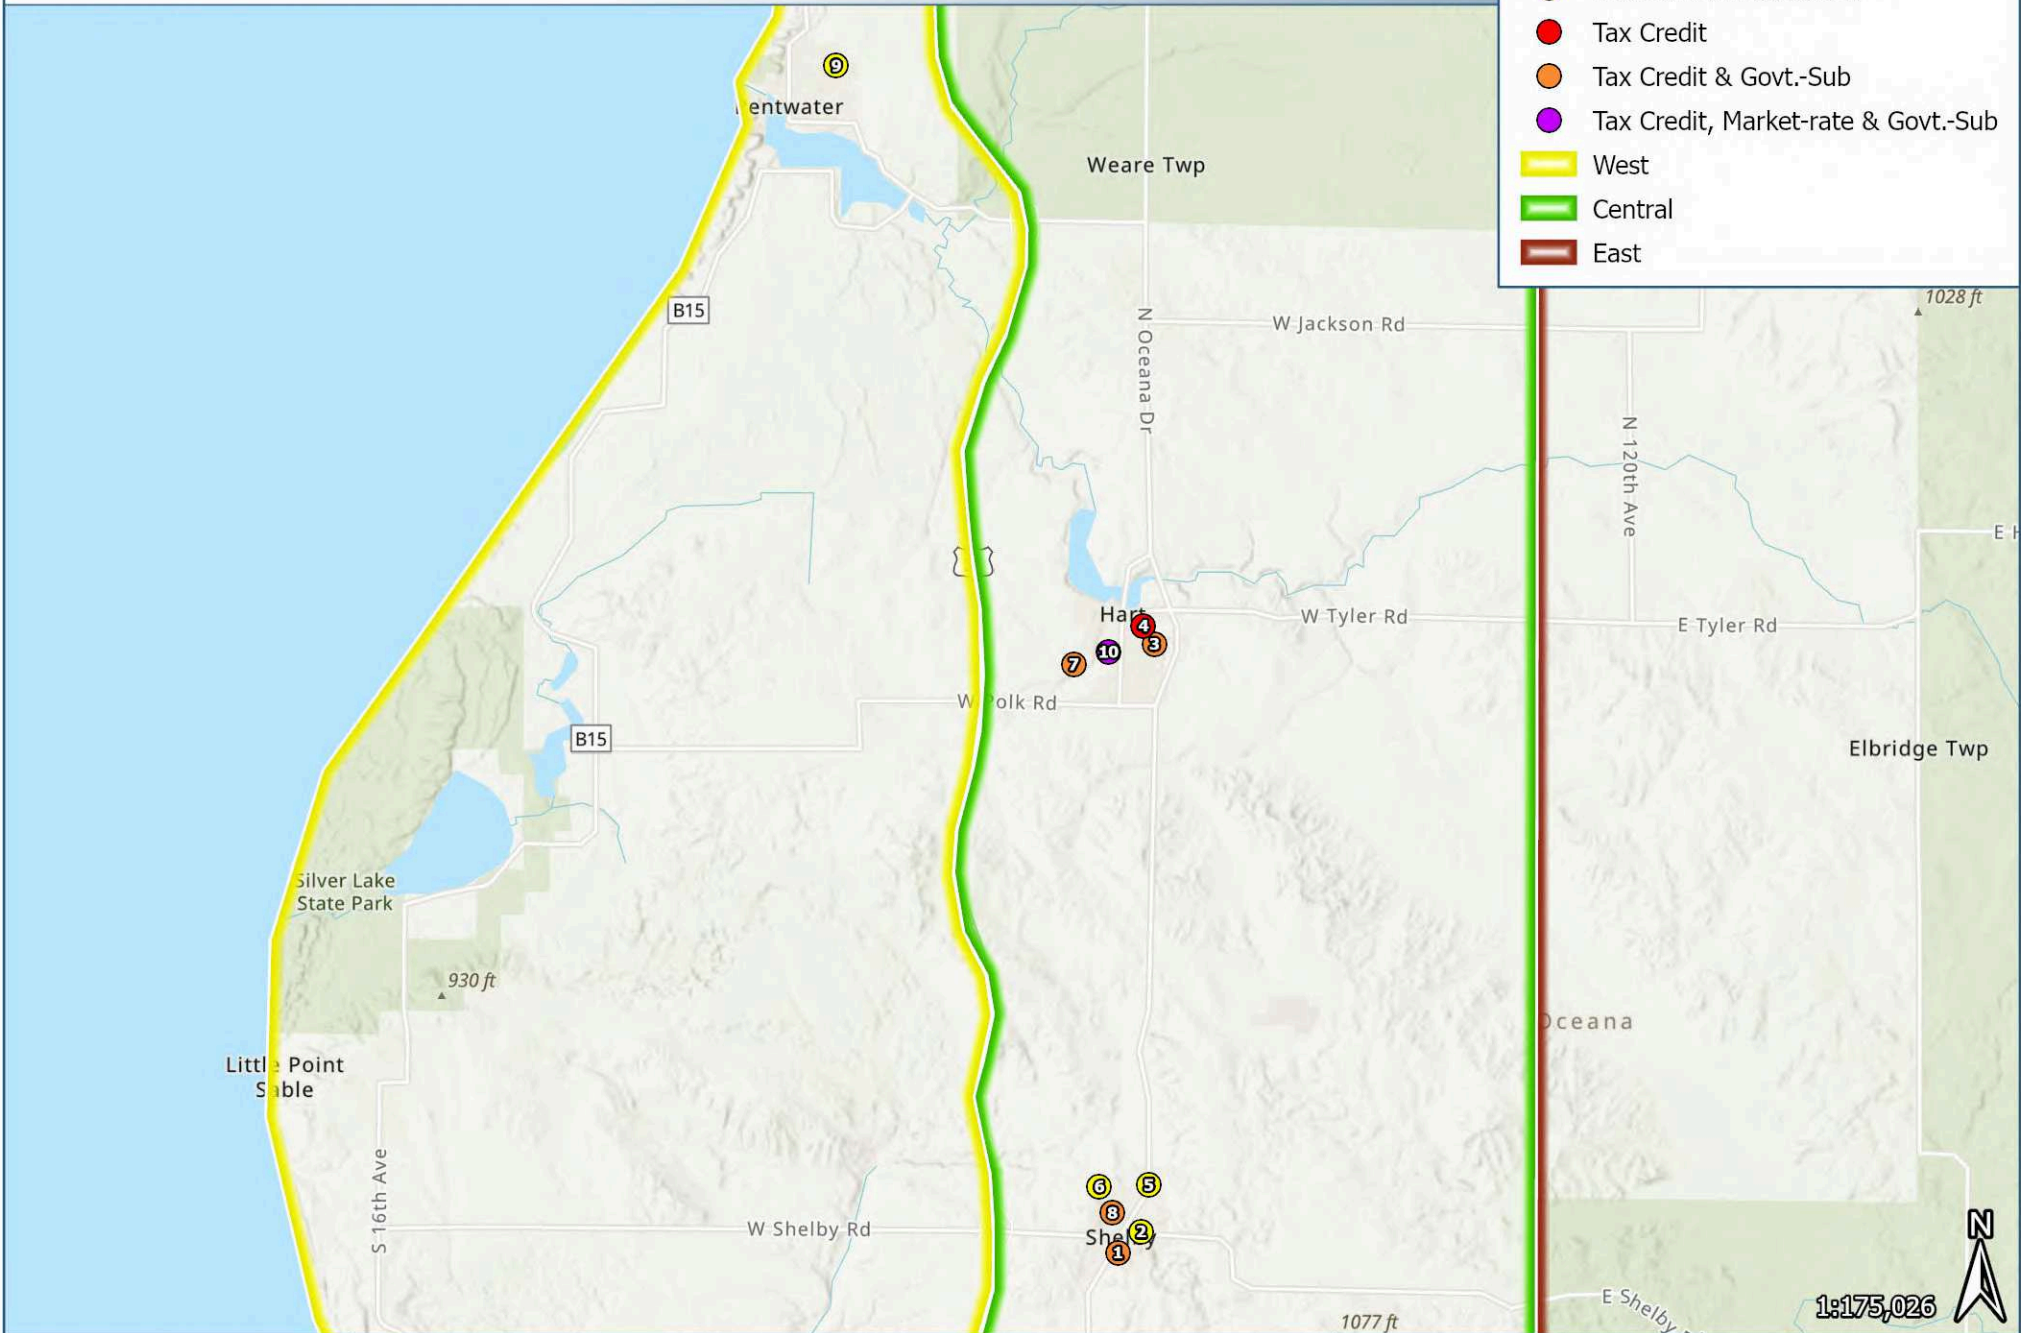 Tax Credit
Tax Credit & Govt.-Sub
Tax Credit, Market-rate & Govt.-Sub
West
Central
East
9
entwater
Weare Twp
B15
1028 ft
W Jackson Rd
N Oceana Dr
N 120th Ave
E H
Hart
4
3
10
7
W Tyler Rd
E Tyler Rd
W Polk Rd
B15
Elbridge Twp
Silver Lake
State Park
930 ft
Oceana
Little Point
Sable
S 16th Ave
6
5
8
2
Shelby
1
W Shelby Rd
E Shelby
1077 ft
N
1:175,026